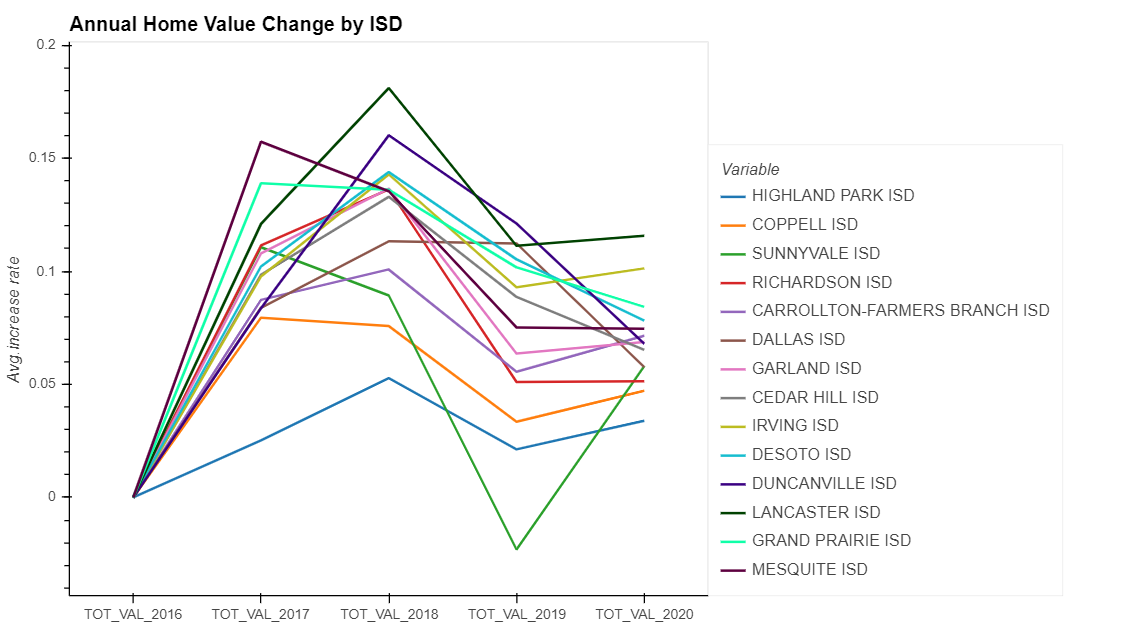 Annual Home Value Change by ISD
0.2
0.15
0.1
0.05
0
Avg.increase rate
TOT_VAL_2016 TOT_VAL_2017 TOT_VAL_2018 TOT_VAL_2019 TOT_VAL_2020
Variable
HIGHLAND PARK ISD
COPPELL ISD
SUNNYVALE ISD
RICHARDSON ISD
CARROLLTON-FARMERS BRANCH ISD
DALLAS ISD
GARLAND ISD
CEDAR HILL ISD
IRVING ISD
DESOTO ISD
DUNCANVILLE ISD
LANCASTER ISD
GRAND PRAIRIE ISD
MESQUITE ISD